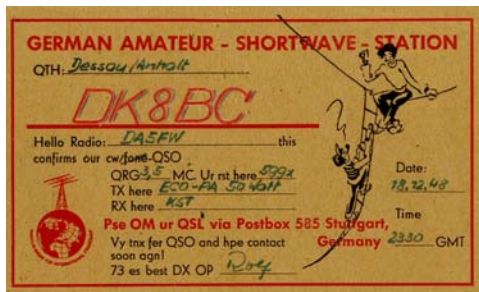 GERMAN AMATEUR - SHORTWAVE - STATION
QTH: Dessau/Anhalt
DK8BC
Hello Radio: DA5FW this
confirms our cw/fone-QSO
QRG 3,5 MC. Ur rst here 599x
TX here ECO-PA 50 Watt
RX here KST
Date:
18.12.48
Time
2330 GMT
Pse OM ur QSL via Postbox 585 Stuttgart,
Germany
Vy tnx fer QSO and hpe contact
soon agn!
73 es best DX OP Rolf